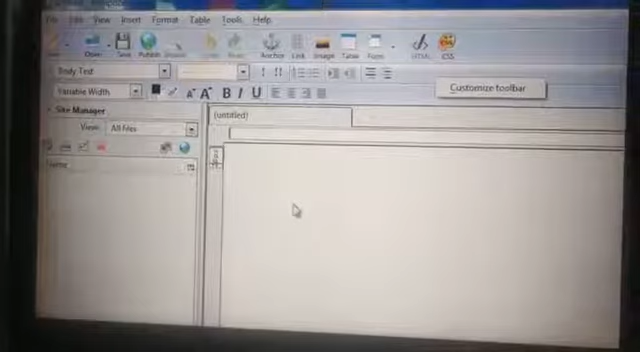 File Edit View Insert Format Table Tools Help
Open Save Publish Anchor Link Image Table Form HTML CSS
Body Text
Variable Width A A B I U
Customize toolbar
Site Manager
(untitled)
View: All Files
Name